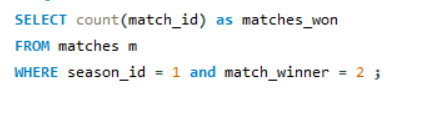 SELECT count(match_id) as matches_won
FROM matches m
WHERE season_id = 1 and match_winner = 2 ;